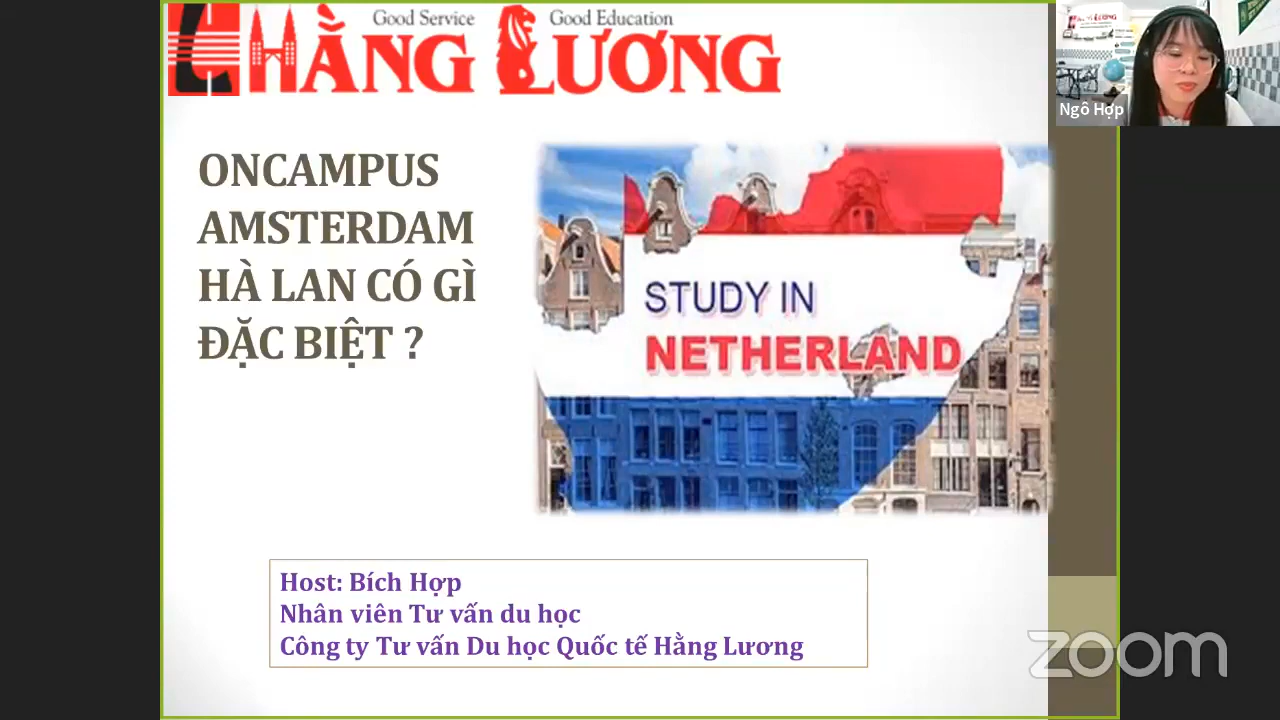 Good Service
Good Education
HẰNG LƯƠNG
ONCAMPUS
AMSTERDAM
HÀ LAN CÓ GÌ
ĐẶC BIỆT ?
STUDY IN
NETHERLAND
Host: Bích Hợp
Nhân viên Tư vấn du học
Công ty Tư vấn Du học Quốc tế Hằng Lương
Ngô Hợp
zoom